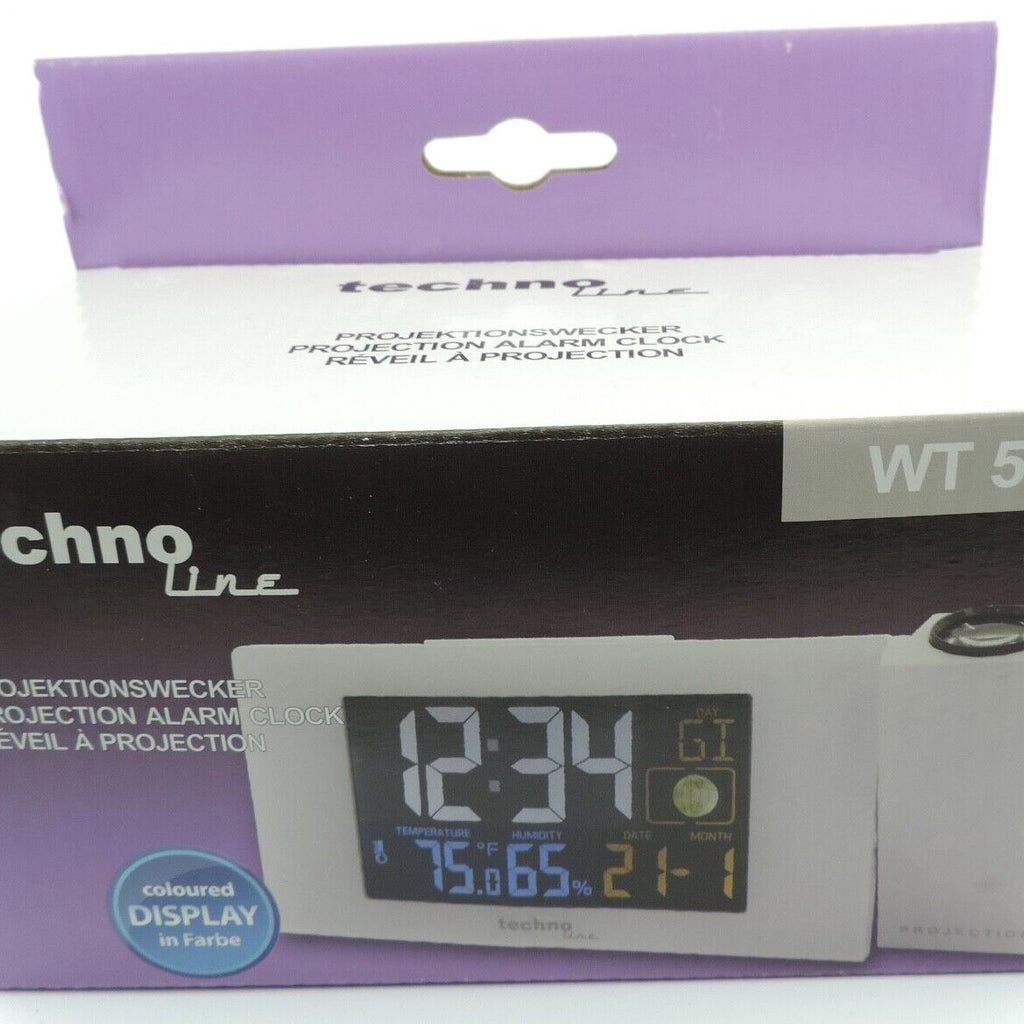 techno
line
PROJEKTIONSWECKER
PROJECTION ALARM CLOCK
RÉVEIL À PROJECTION
WT 5
chno
line
OJEKTIONSWECKER
ROJECTION ALARM CLOCK
ÉVEIL À PROJECTION
12:34
DAY
GI
TEMPERATURE HUMIDITY DATE MONTH
75.0 °F 65% 21-1
coloured
DISPLAY
in Farbe
techno
line
PROJECTIO